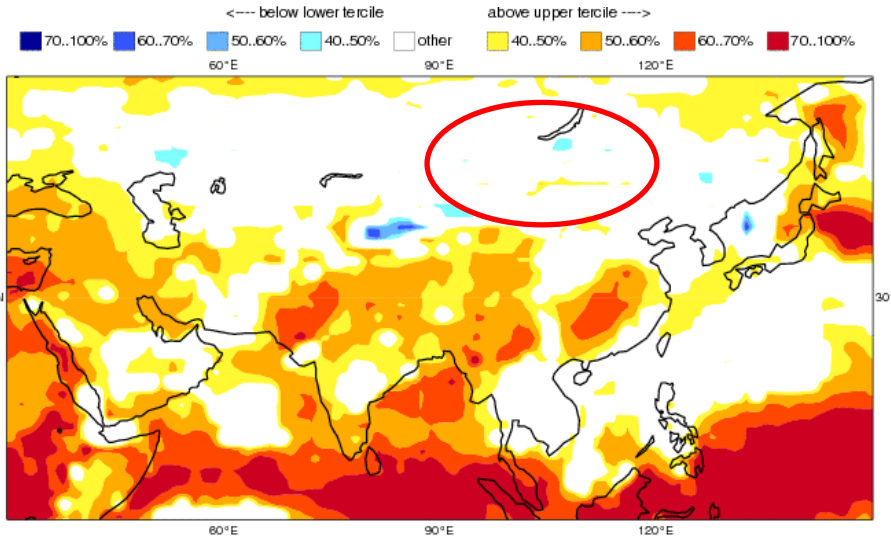 <---- below lower tercile above upper tercile ---->
70..100% 60..70% 50..60% 40..50% other 40..50% 50..60% 60..70% 70..100%
60°E 90°E 120°E
30
60°E 90°E 120°E